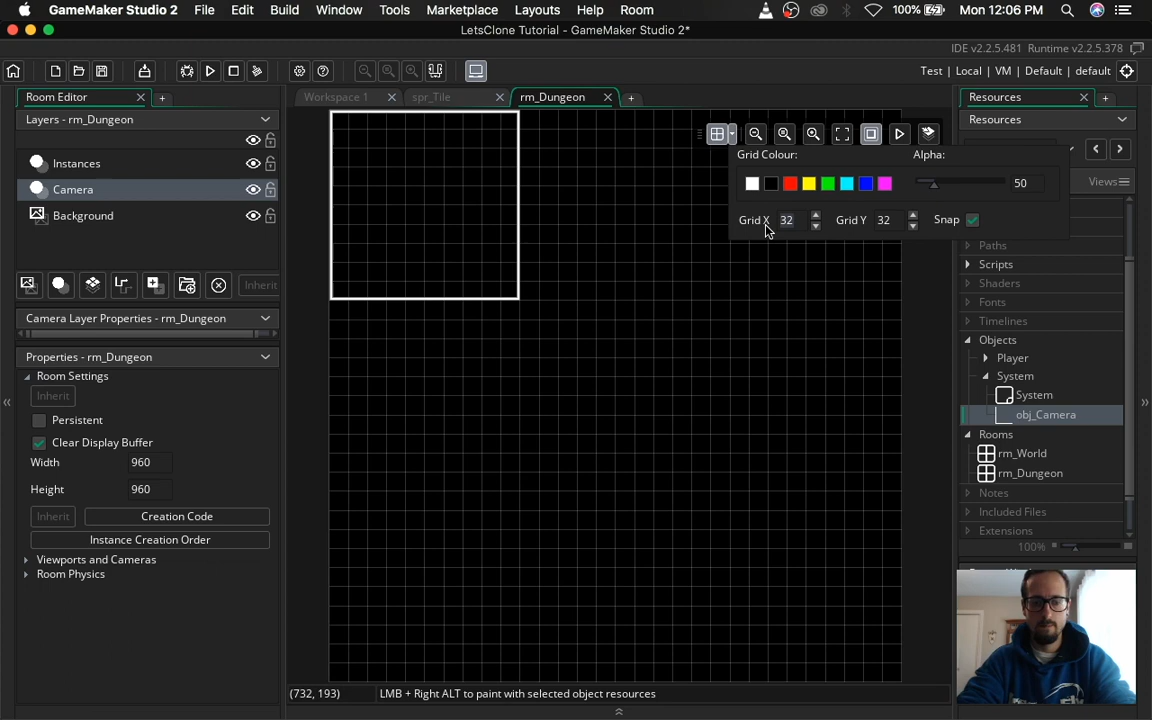 GameMaker Studio 2 File Edit Build Window Tools Marketplace Layouts Help Room 100% Mon 12:06 PM
LetsClone Tutorial - GameMaker Studio 2*
IDE v2.2.5.481 Runtime v2.2.5.378
Test | Local | VM | Default | default
Room Editor
Workspace 1 spr_Tile rm_Dungeon
Resources
Layers - rm_Dungeon
Resources
Instances
Camera
Background
Inherit
Camera Layer Properties - rm_Dungeon
Properties - rm_Dungeon
Room Settings
Inherit
Persistent
Clear Display Buffer
Width 960
Height 960
Inherit Creation Code
Instance Creation Order
Viewports and Cameras
Room Physics
Grid Colour: Alpha:
50
Grid X 32 Grid Y 32 Snap
Views
Paths
Scripts
Shaders
Fonts
Timelines
Objects
Player
System
System
obj_Camera
Rooms
rm_World
rm_Dungeon
Notes
Included Files
Extensions
100%
(732, 193) LMB + Right ALT to paint with selected object resources